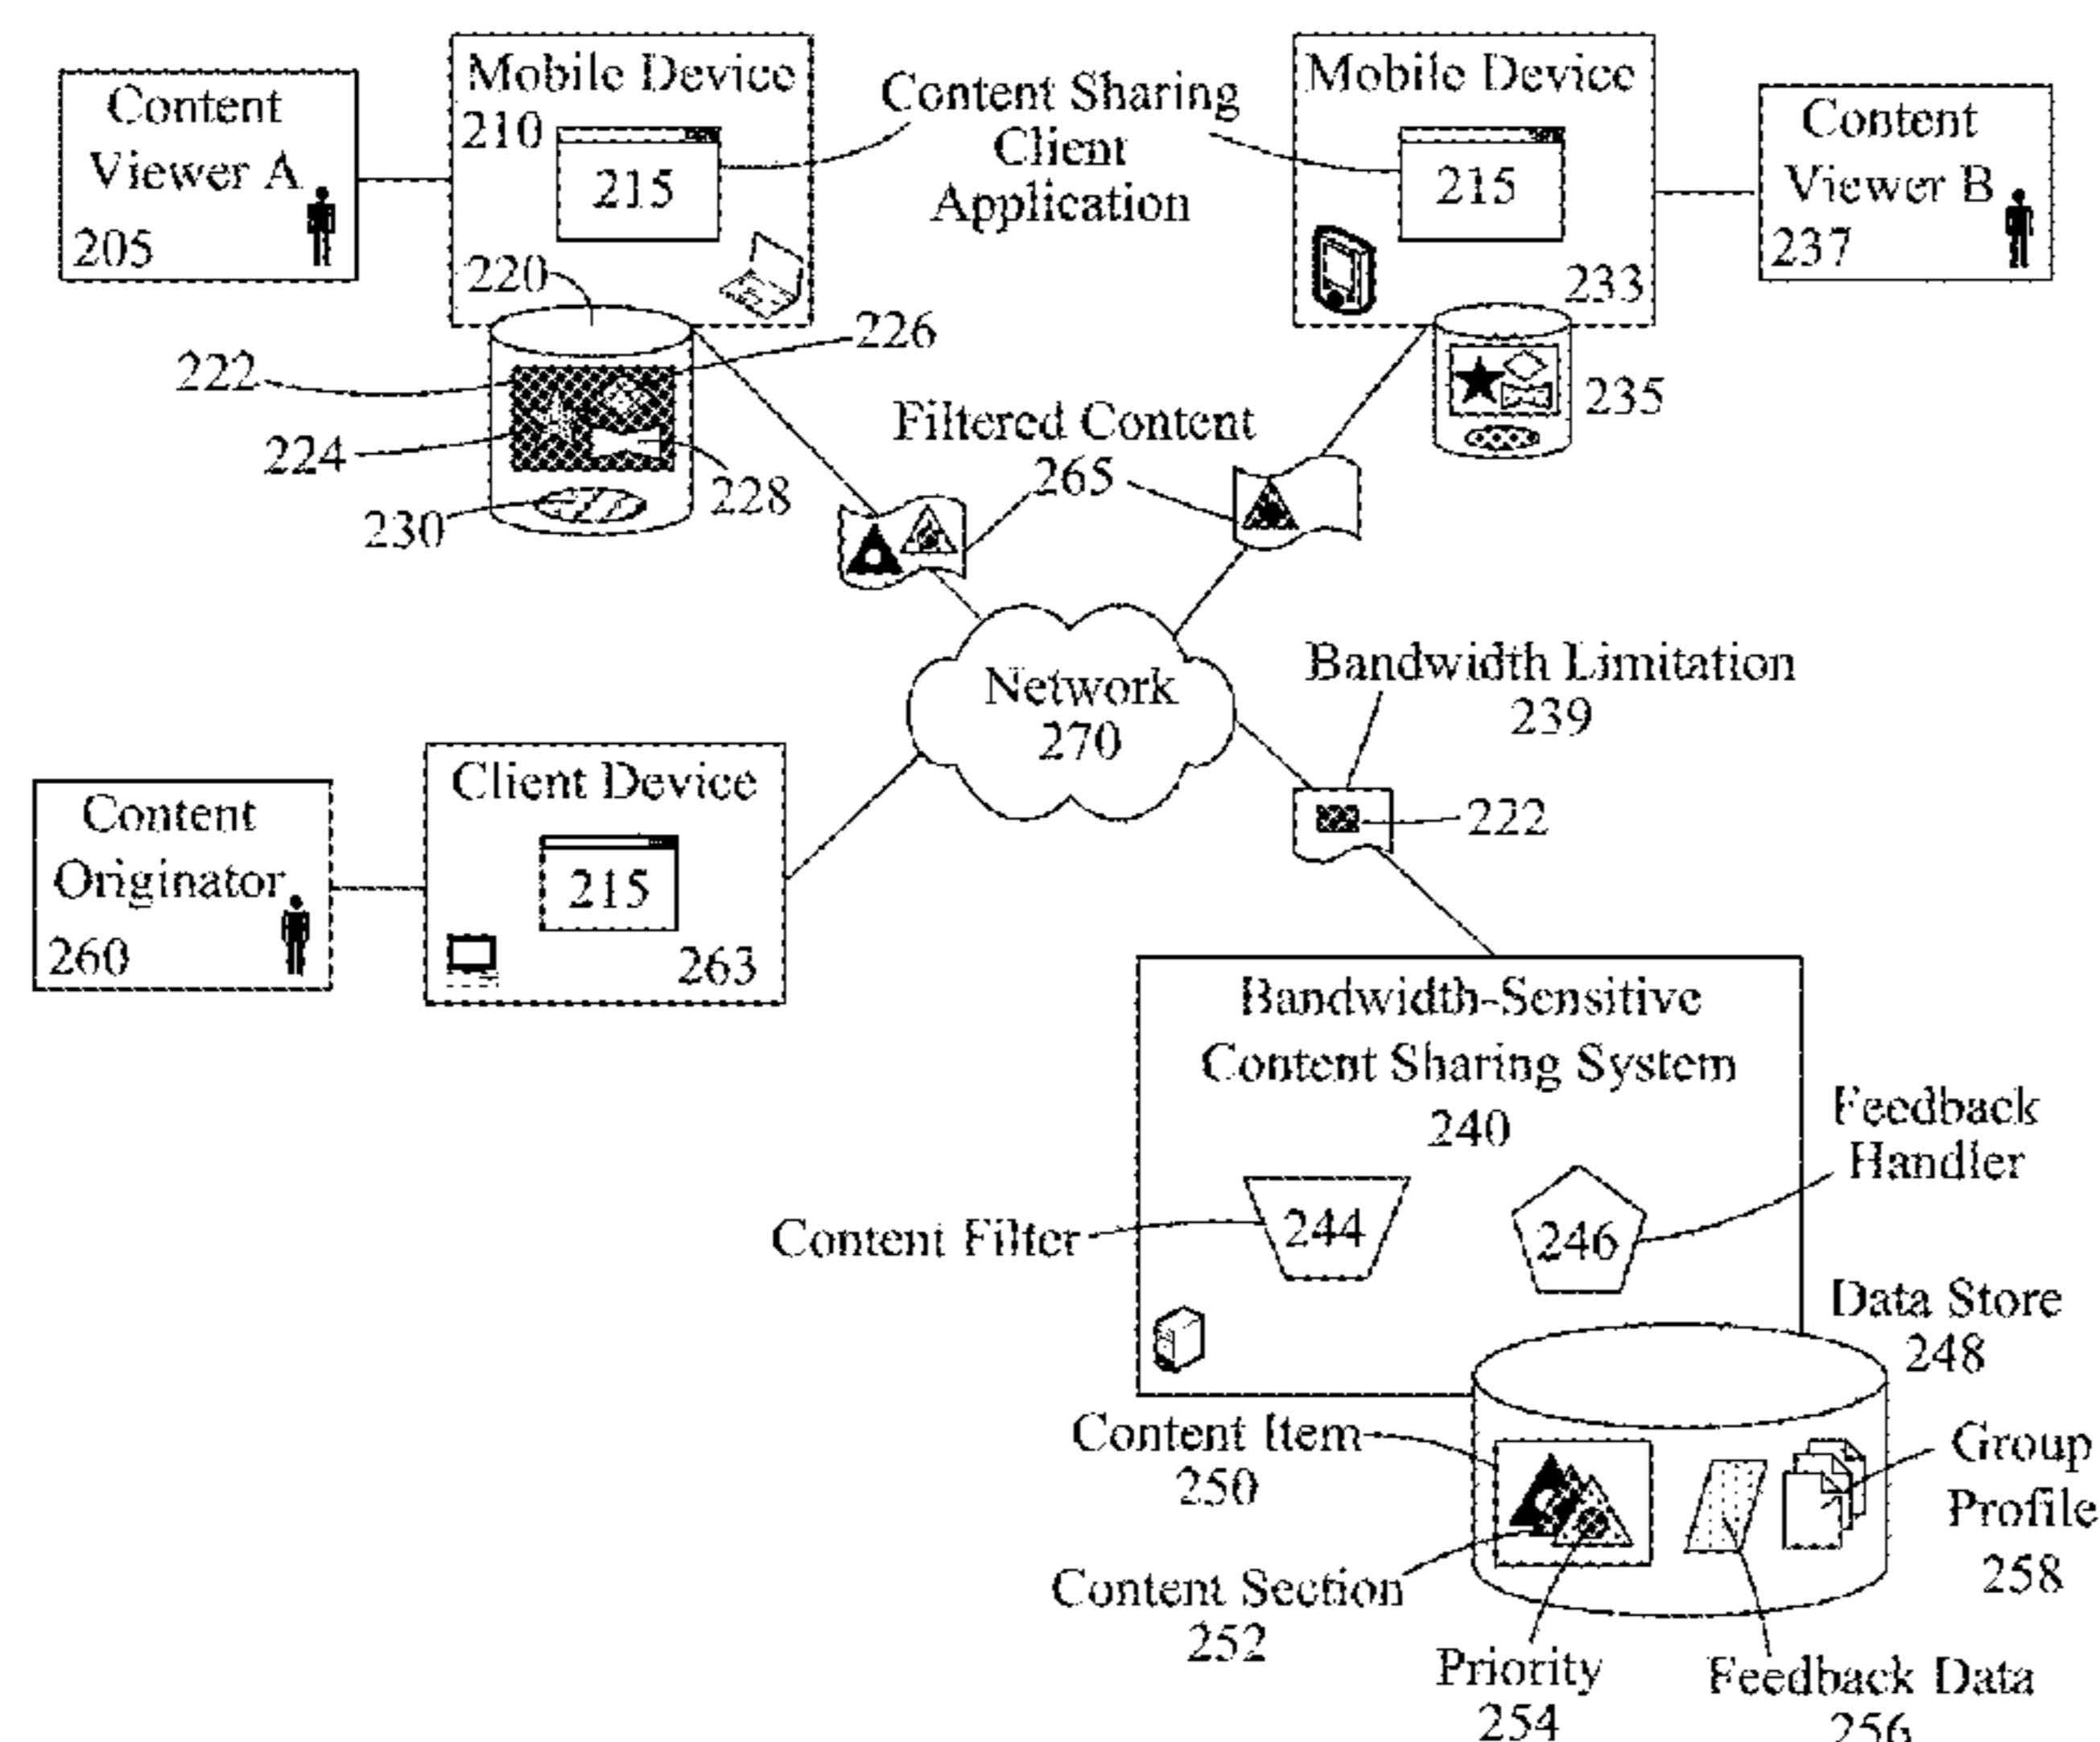 Content
Viewer A
205
Mobile Device
210
215
Content Sharing
Client
Application
Mobile Device
215
233
Content
Viewer B
237
220
222
224
226
228
230
235
Filtered Content
265
Network
270
Bandwidth Limitation
239
222
Content
Originator
260
Client Device
215
263
Bandwidth-Sensitive
Content Sharing System
240
Feedback
Handler
Content Filter
244
246
Data Store
248
Content Item
250
Group
Profile
258
Content Section
252
Priority
254
Feedback Data
256